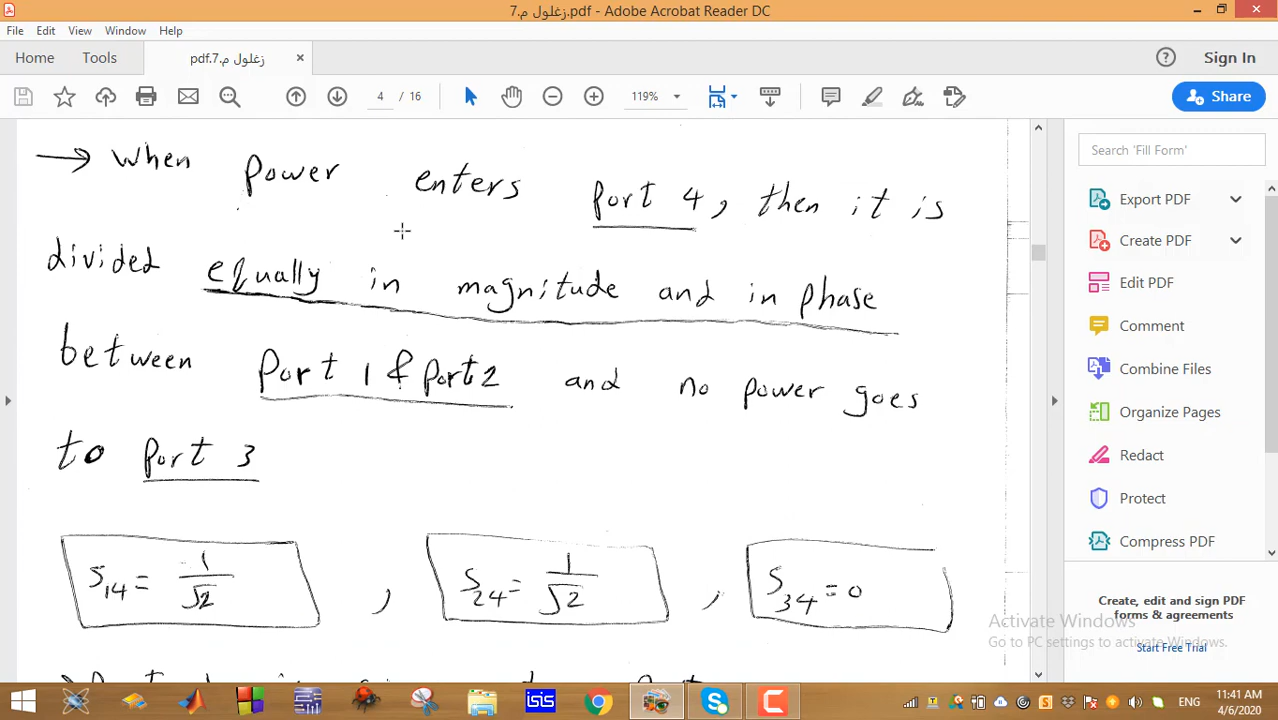 زغلول م.7.pdf - Adobe Acrobat Reader DC
File Edit View Window Help
Home Tools زغلول م.7.pdf × Sign In
4 / 16 119% Share
→ When power enters port 4, then it is
divided equally in magnitude and in phase
between Port 1 & Port 2 and no power goes
to Port 3
S14 = 1/√2 , S24 = 1/√2 , S34 = 0
Search 'Fill Form'
Export PDF
Create PDF
Edit PDF
Comment
Combine Files
Organize Pages
Redact
Protect
Compress PDF
Create, edit and sign PDF
forms & agreements
Start Free Trial
Activate Windows
Go to PC settings to activate Windows.
isis
ENG
11:41 AM
4/6/2020